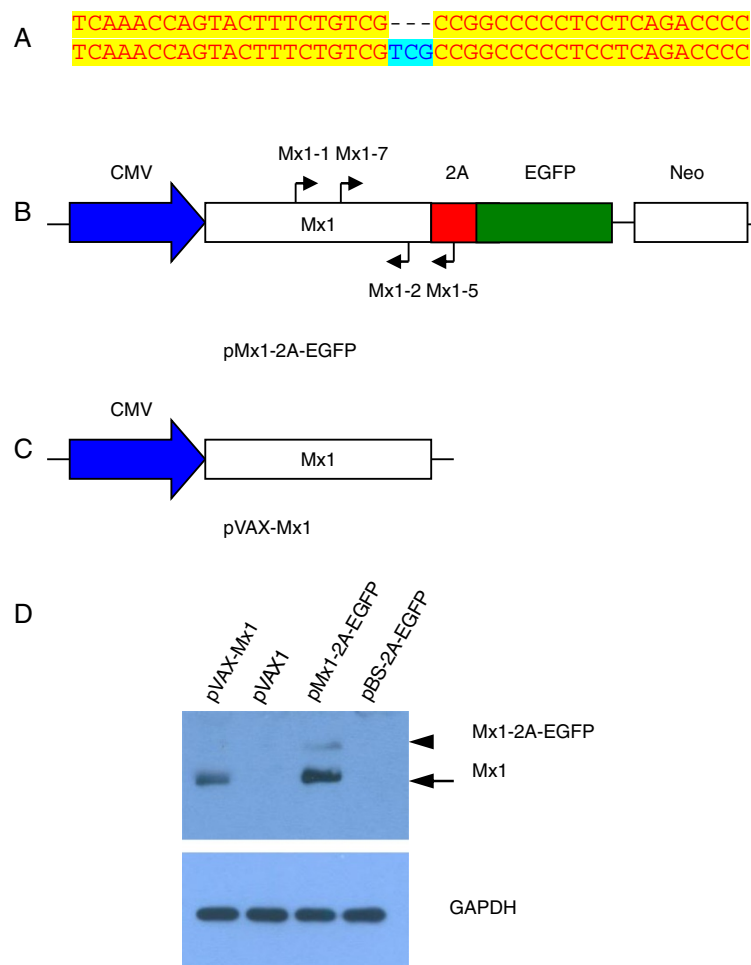 A
TCAAACCAGTACTTTCTGTCG---CCGGCCCCCTCCTCAGACCCC
TCAAACCAGTACTTTCTGTCGTCGCCGGCCCCCTCCTCAGACCCC
Mx1-1 Mx1-7
CMV 2A EGFP Neo
B
Mx1
Mx1-2 Mx1-5
pMx1-2A-EGFP
CMV
C
Mx1
pVAX-Mx1
D
pVAX-Mx1 pVAX1 pMx1-2A-EGFP pBS-2A-EGFP
Mx1-2A-EGFP
Mx1
GAPDH